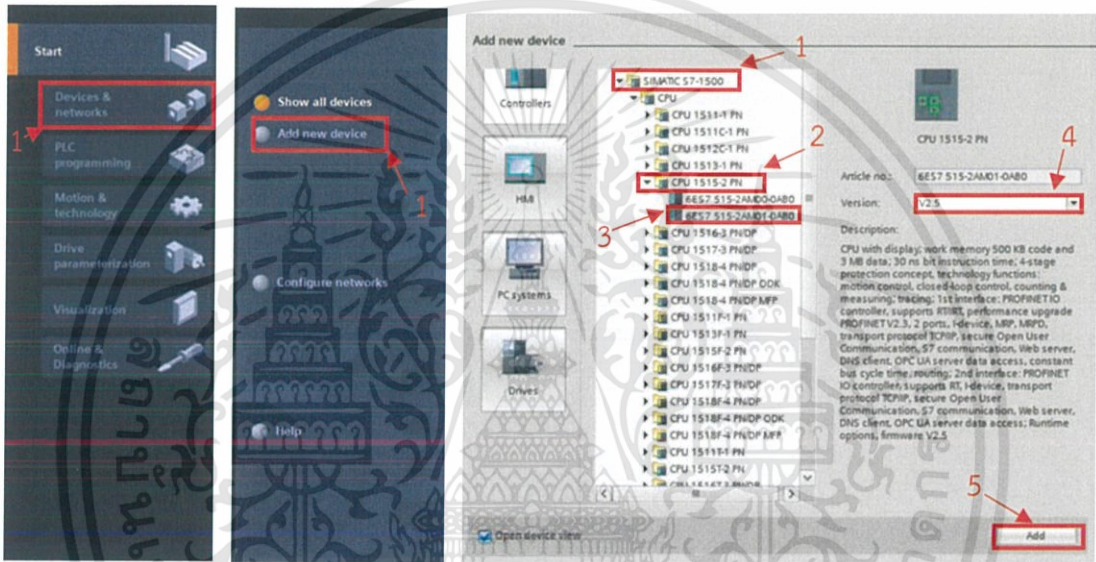 Start
Devices &
networks
1
PLC
programming
Motion &
technology
Drive
parameterization
Visualization
Online &
Diagnostics
Show all devices
Add new device
1
Configure networks
Help
Add new device
Controllers
HMI
PC systems
Drives
1
SIMATIC S7-1500
CPU
CPU 1511-1 PN
CPU 1511C-1 PN
CPU 1512C-1 PN
CPU 1513-1 PN
2
CPU 1515-2 PN
6ES7 515-2AM00-0AB0
3
6ES7 515-2AM01-0AB0
CPU 1516-3 PN/DP
CPU 1517-3 PN/DP
CPU 1518-4 PN/DP
CPU 1518-4 PN/DP ODK
CPU 1518-4 PN/DP MFP
CPU 1511F-1 PN
CPU 1513F-1 PN
CPU 1515F-2 PN
CPU 1516F-3 PN/DP
CPU 1517F-3 PN/DP
CPU 1518F-4 PN/DP
CPU 1518F-4 PN/DP ODK
CPU 1518F-4 PN/DP MFP
CPU 1511T-1 PN
CPU 1515T-2 PN
CPU 1516T-3 PN/DP
CPU 1515-2 PN
4
Article no.: 6ES7 515-2AM01-0AB0
Version: V2.5
Description:
CPU with display; work memory 500 KB code and
3 MB data; 30 ns bit instruction time; 4-stage
protection concept, technology functions:
motion control, closed-loop control, counting &
measuring; tracing; 1st interface: PROFINET IO
controller, supports RT/IRT, performance upgrade
PROFINET V2.3, 2 ports, I-device, MRP, MRPD,
transport protocol TCP/IP, secure Open User
Communication, S7 communication, Web server,
DNS client, OPC UA server data access, constant
bus cycle time, routing; 2nd interface: PROFINET
IO controller, supports RT, I-device, transport
protocol TCP/IP, secure Open User
Communication, S7 communication, Web server,
DNS client, OPC UA server data access; Runtime
options, firmware V2.5
5
Open device view
Add